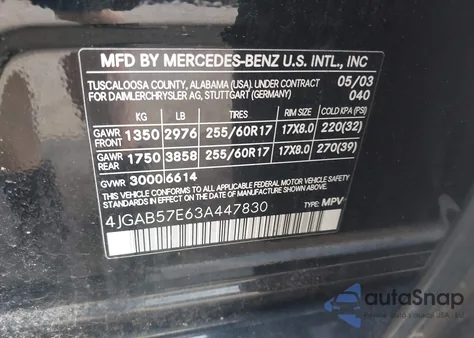 MFD BY MERCEDES-BENZ U.S. INTL., INC
TUSCALOOSA COUNTY, ALABAMA (USA). UNDER CONTRACT 05/03
FOR DAIMLERCHRYSLER AG, STUTTGART (GERMANY) 040
KG LB TIRES RIM SIZE COLD KPA (PSI)
GAWR FRONT 1350 2976 255/60R17 17X8.0 220(32)
GAWR REAR 1750 3858 255/60R17 17X8.0 270(39)
GVWR 3000 6614
THIS VEHICLE CONFORMS TO ALL APPLICABLE FEDERAL MOTOR VEHICLE SAFETY STANDARDS IN EFFECT ON THE DATE OF MANUFACTURE SHOWN ABOVE.
4JGAB57E63A447830 TYPE: MPV
autoSnap